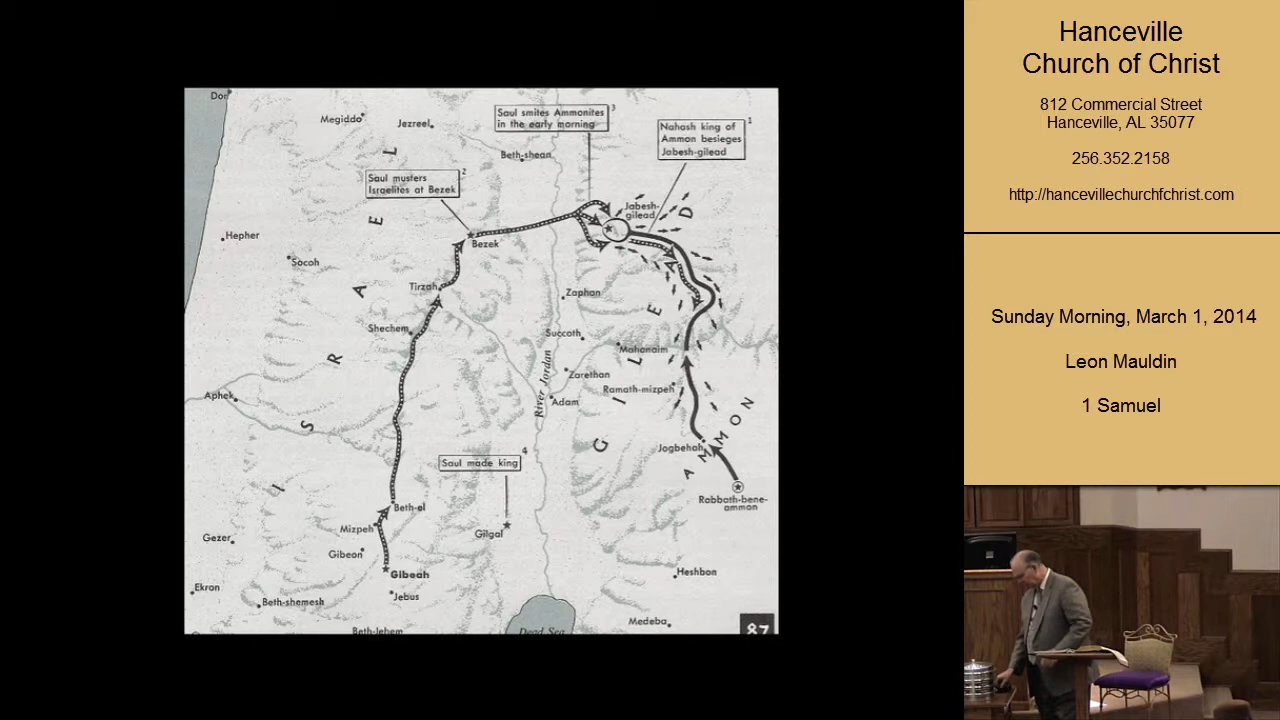 Dor
Megiddo
Jezreel
Saul smites Ammonites
in the early morning
3
Nahash king of
Ammon besieges
Jabesh-gilead
1
Beth-shean
Saul musters
Israelites at Bezek
2
Jabesh-
gilead
Hepher
Bezek
Socoh
Tirzah
Zaphon
Shechem
Succoth
Mahanaim
Zarethan
Ramath-mizpeh
Aphek
Adam
River Jordan
ISRAEL
GILEAD
AMMON
Jogbehah
Saul made king
4
Rabbath-bene-
ammon
Beth-el
Mizpeh
Gilgal
Gezer
Gibeon
Gibeah
Heshbon
Ekron
Jebus
Beth-shemesh
Medeba
Beth-lehem
Dead Sea
87
Hanceville
Church of Christ
812 Commercial Street
Hanceville, AL 35077
256.352.2158
http://hancevillechurchfchrist.com
Sunday Morning, March 1, 2014
Leon Mauldin
1 Samuel